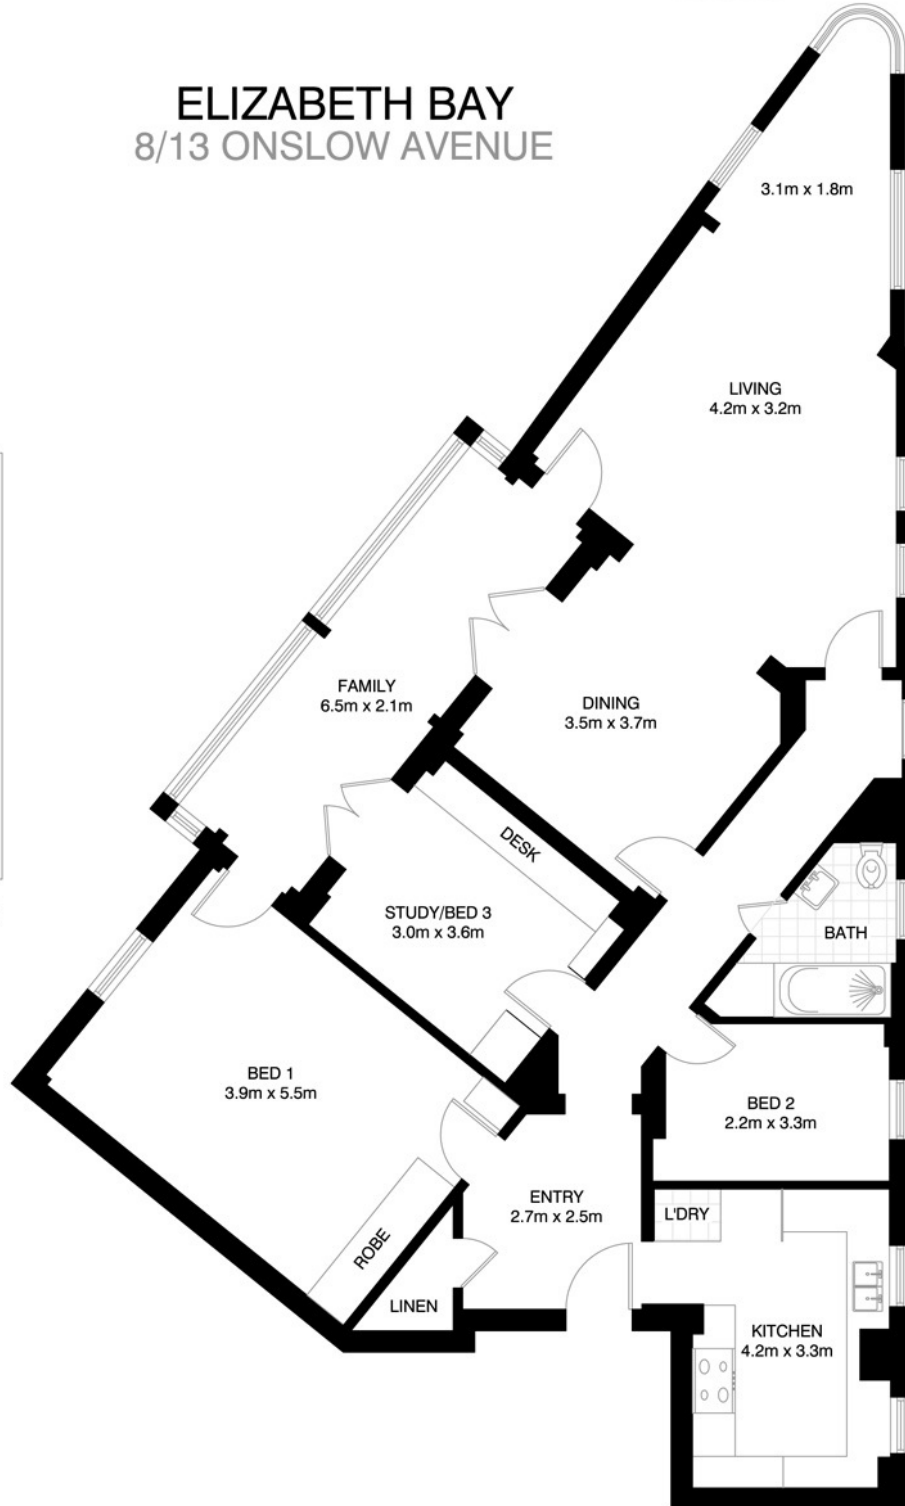 ELIZABETH BAY
8/13 ONSLOW AVENUE
3.1m x 1.8m
LIVING
4.2m x 3.2m
FAMILY
6.5m x 2.1m
DINING
3.5m x 3.7m
DESK
STUDY/BED 3
3.0m x 3.6m
BATH
BED 1
3.9m x 5.5m
BED 2
2.2m x 3.3m
ENTRY
2.7m x 2.5m
L'DRY
ROBE
LINEN
KITCHEN
4.2m x 3.3m